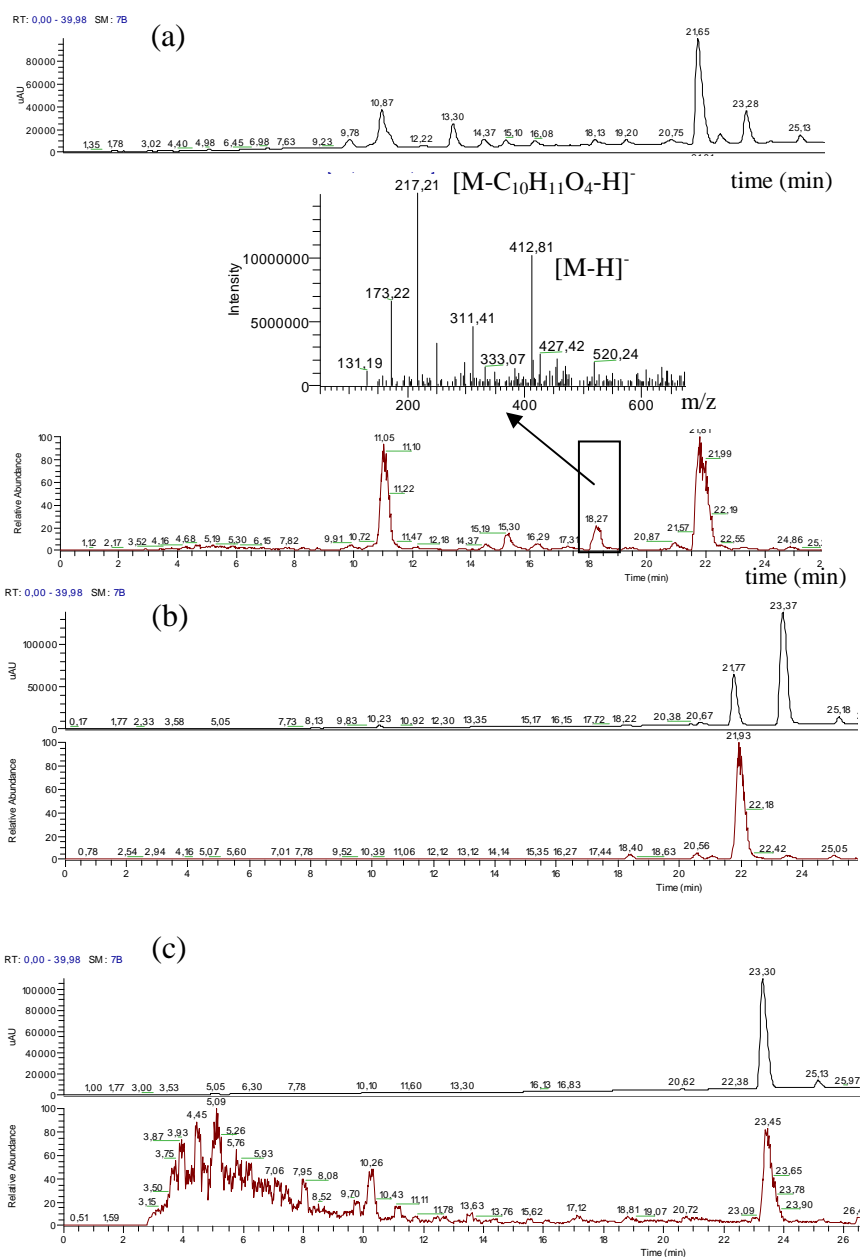 RT: 0,00 - 39,98 SM: 7B
(a)
uAU
80000
60000
40000
20000
0
1,35 1,78 3,02 4,40 4,98 6,45 6,98 7,63 9,23 9,78 10,87 12,22 13,30 14,37 15,10 16,08 18,13 19,20 20,75 21,65 23,28 25,13
time (min)
217,21 [M-C10H11O4-H]-
412,81 [M-H]-
Intensity
10000000
5000000
0
131,19 173,22 311,41 333,07 427,42 520,24
200 400 600 m/z
Relative Abundance
100
80
60
40
20
0
1,12 2,17 3,52 4,16 4,68 5,19 5,30 6,15 7,82 9,91 10,72 11,05 11,10 11,22 11,47 12,18 14,37 15,19 15,30 16,29 17,31 18,27 20,87 21,57 21,81 21,99 22,19 22,55 24,86
0 2 4 6 8 10 12 14 16 18 20 22 24
Time (min)
time (min)
RT: 0,00 - 39,98 SM: 7B
(b)
uAU
100000
50000
0
0,17 1,77 2,33 3,58 5,05 7,73 8,13 9,83 10,23 10,92 12,30 13,35 15,17 16,15 17,72 18,22 20,38 20,67 21,77 23,37 25,18
Relative Abundance
100
80
60
40
20
0
0,78 2,54 2,94 4,16 5,07 5,60 7,01 7,78 9,52 10,39 11,06 12,12 13,12 14,14 15,35 16,27 17,44 18,40 18,63 20,56 21,93 22,18 22,42 25,05
0 2 4 6 8 10 12 14 16 18 20 22 24
Time (min)
(c)
RT: 0,00 - 39,98 SM: 7B
uAU
100000
80000
60000
40000
20000
0
1,00 1,77 3,00 3,53 5,05 6,30 7,78 10,10 11,60 13,30 16,13 16,83 20,62 22,38 23,30 25,13 25,97
Relative Abundance
100
80
60
40
20
0
0,51 1,59 3,15 3,50 3,75 3,87 3,93 4,45 5,09 5,26 5,76 5,93 7,06 7,95 8,08 8,52 9,70 10,26 10,43 11,11 11,78 13,63 13,76 15,62 17,12 18,81 19,07 20,72 23,09 23,45 23,65 23,78 23,90
0 2 4 6 8 10 12 14 16 18 20 22 24 26
Time (min)